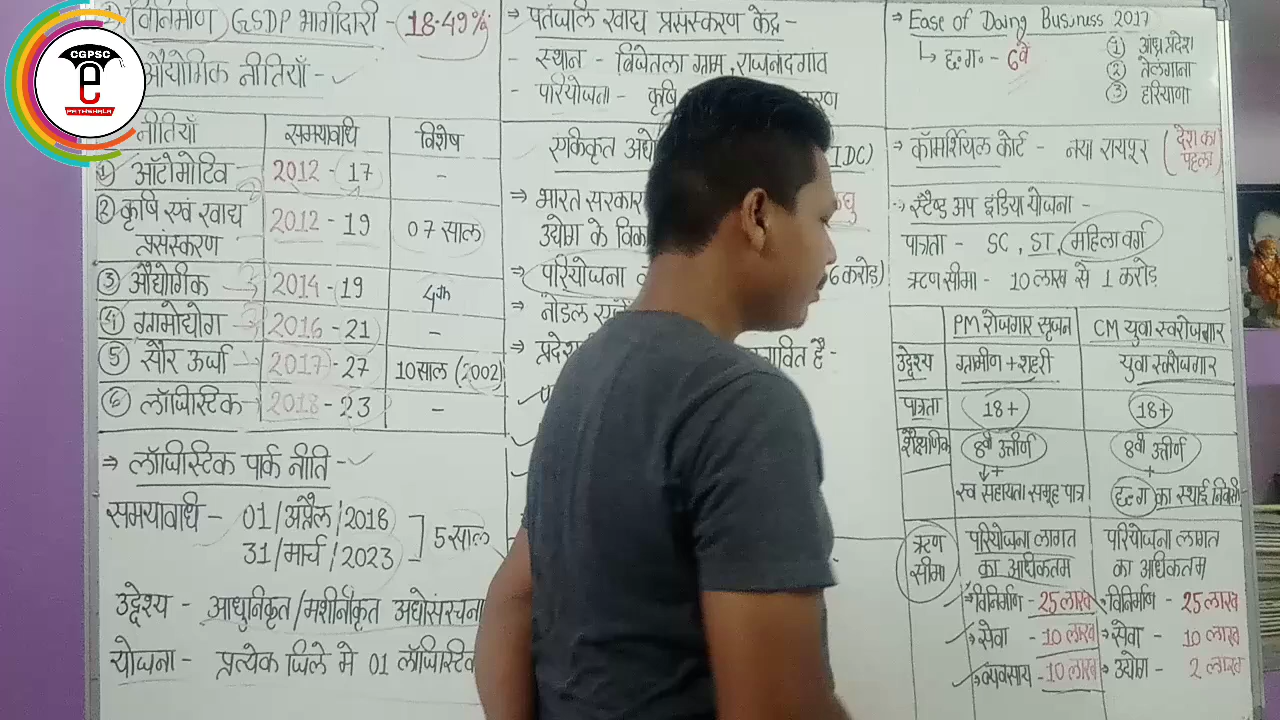 CGPSC
e
PATHSHALA
विनिर्माण GSDP भागीदारी - 18.49%
औद्योगिक नीतियाँ -
नीतियाँ समयावधि विशेष
① ऑटोमोटिव 2012 - 17 -
② कृषि एवं खाद्य प्रसंस्करण 2012 - 19 07 साल
③ औद्योगिक 2014 - 19 4th
④ ग्रामोद्योग 2016 - 21 -
⑤ सौर ऊर्जा 2017 - 27 10 साल (2002)
⑥ लॉजिस्टिक 2018 - 23 -
⇒ लॉजिस्टिक पार्क नीति -
समयावधि - 01/अप्रैल/2018
31/मार्च/2023 ] 5 साल
उद्देश्य - आधुनिकृत/मशीनीकृत अधोसंरचना
योजना - प्रत्येक जिले मे 01 लॉजिस्टिक
⇒ पतंजलि खाद्य प्रसंस्करण केंद्र -
- स्थान - विजेतला ग्राम, राजनांदगांव
- परियोजना - कृषि
एकीकृत अधो IDC)
⇒ भारत सरकार
उद्योग के विका
⇒ परियोजना 6 करोड़)
⇒ नोडल
⇒ प्रदेश है -
⇒ Ease of Doing Business 2017
↳ छ.ग. - 6वें
① आंध्रप्रदेश
② तेलंगाना
③ हरियाणा
⇒ कॉमर्शियल कोर्ट - नया रायपुर (देश का पहला)
स्टैण्ड अप इंडिया योजना -
पात्रता - SC, ST, महिला वर्ग
ऋण सीमा - 10 लाख से 1 करोड़
PM रोजगार सृजन CM युवा स्वरोजगार
उद्देश्य ग्रामीण + शहरी युवा स्वरोजगार
पात्रता 18+ 18+
शैक्षणिक 8वी उत्तीर्ण 8वी उत्तीर्ण
+ +
स्व सहायता समूह पात्र छ.ग का स्थाई निवासी
ऋण सीमा परियोजना लागत का अधिकतम परियोजना लागत का अधिकतम
विनिर्माण - 25 लाख विनिर्माण - 25 लाख
सेवा - 10 लाख सेवा - 10 लाख
व्यवसाय - 10 लाख उद्योग - 2 लाख